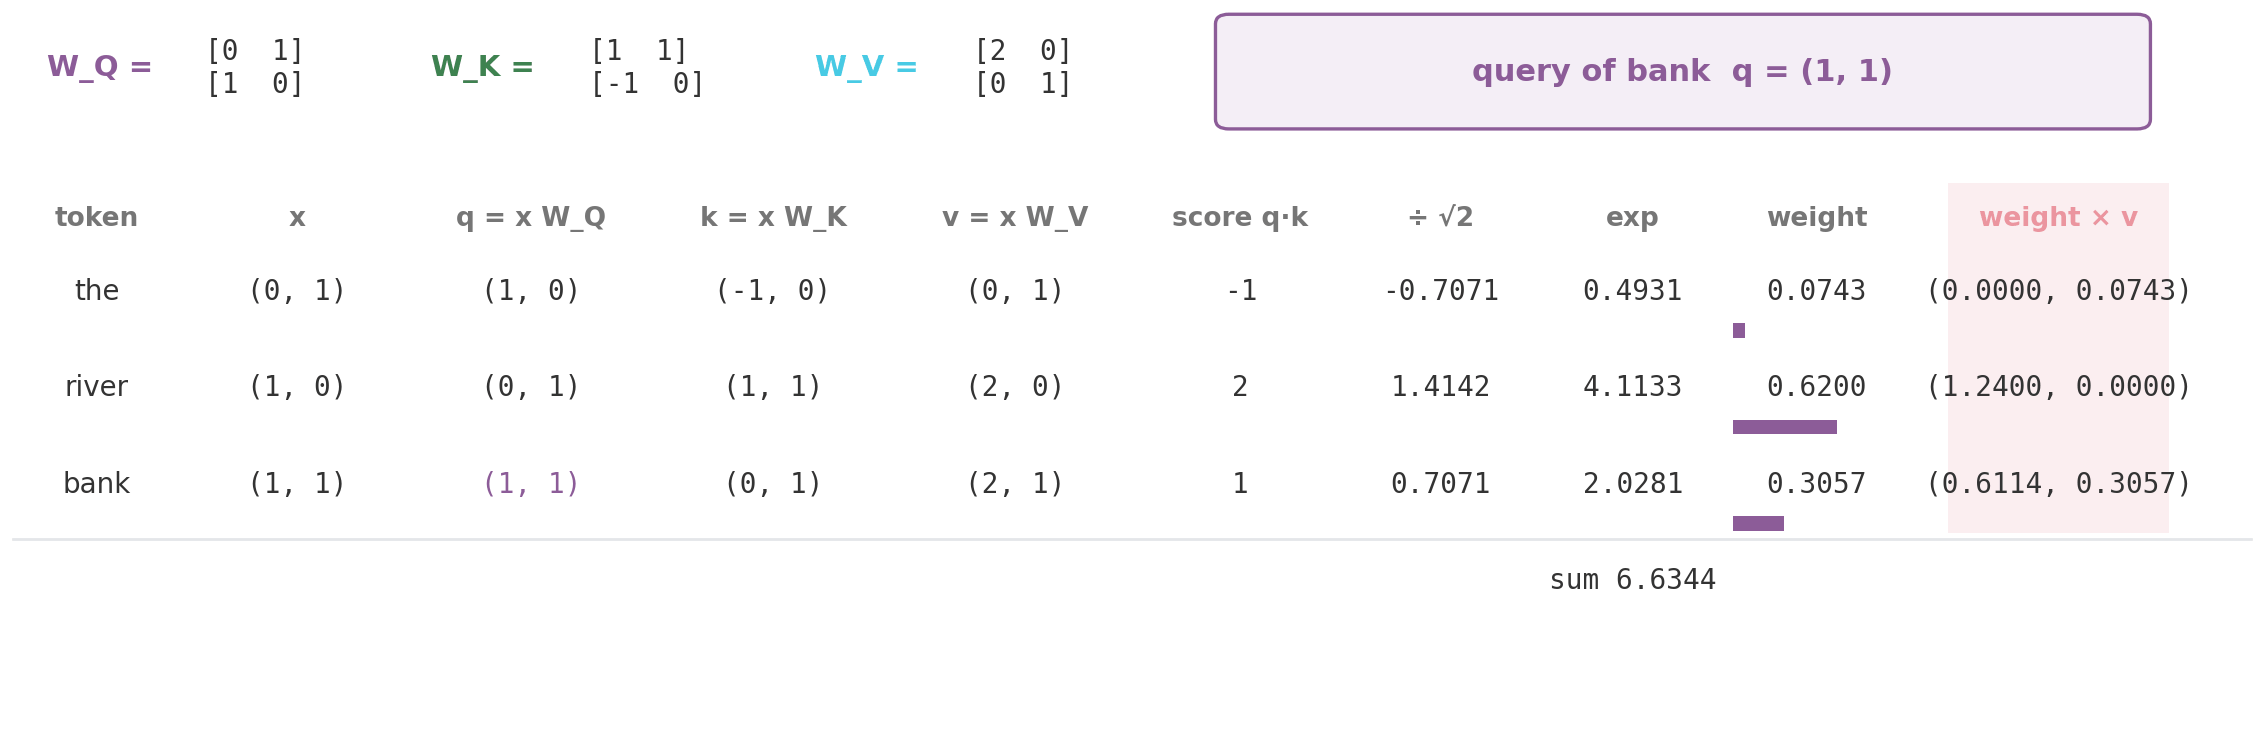 W_Q = [0  1]
[1  0]
W_K = [1  1]
[-1  0]
W_V = [2  0]
[0  1]
query of bank  q = (1, 1)
token x q = x W_Q k = x W_K v = x W_V score q·k ÷ √2 exp weight weight × v
the (0, 1) (1, 0) (-1, 0) (0, 1) -1 -0.7071 0.4931 0.0743 (0.0000, 0.0743)
river (1, 0) (0, 1) (1, 1) (2, 0) 2 1.4142 4.1133 0.6200 (1.2400, 0.0000)
bank (1, 1) (1, 1) (0, 1) (2, 1) 1 0.7071 2.0281 0.3057 (0.6114, 0.3057)
sum 6.6344